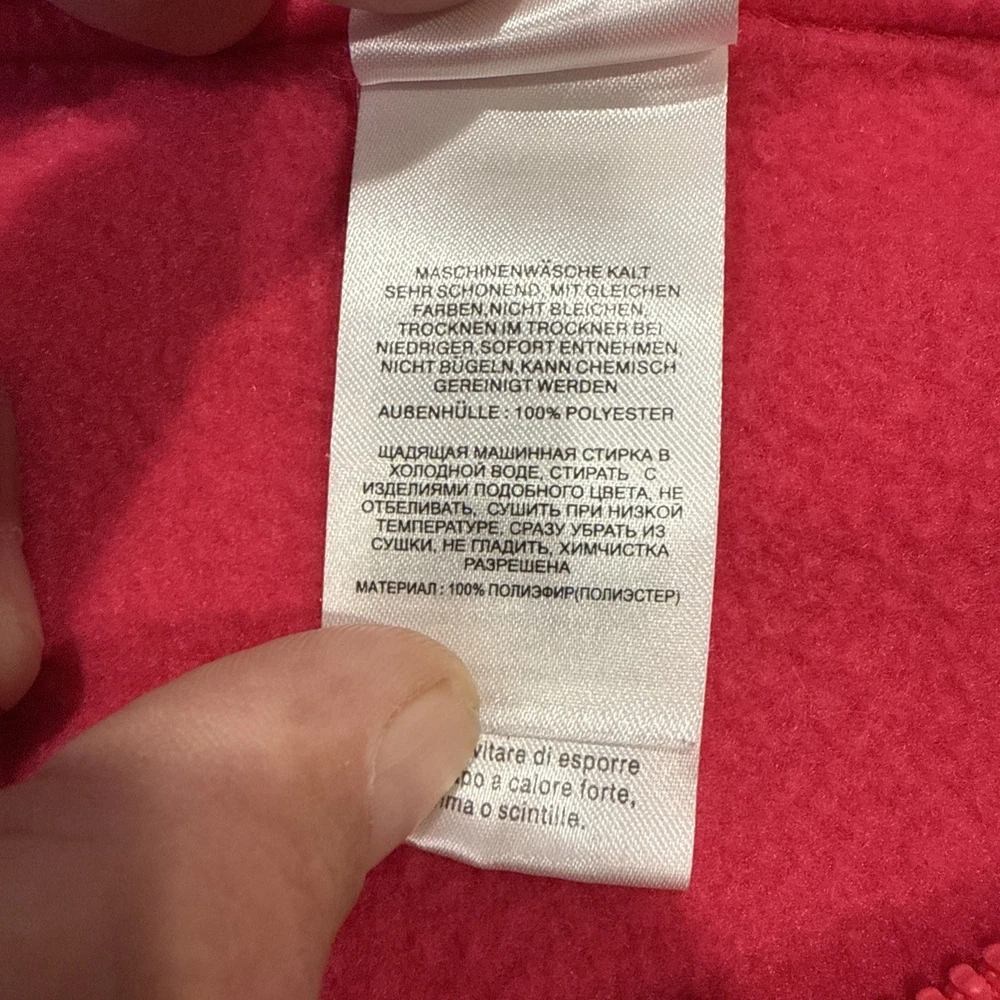 MASCHINENWÄSCHE KALT
SEHR SCHONEND, MIT GLEICHEN
FARBEN,NICHT BLEICHEN,
TROCKNEN IM TROCKNER BEI
NIEDRIGER,SOFORT ENTNEHMEN,
NICHT BÜGELN,KANN CHEMISCH
GEREINIGT WERDEN
AUßENHÜLLE : 100% POLYESTER
ЩАДЯЩАЯ МАШИННАЯ СТИРКА В
ХОЛОДНОЙ ВОДЕ, СТИРАТЬ С
ИЗДЕЛИЯМИ ПОДОБНОГО ЦВЕТА, НЕ
ОТБЕЛИВАТЬ, СУШИТЬ ПРИ НИЗКОЙ
ТЕМПЕРАТУРЕ, СРАЗУ УБРАТЬ ИЗ
СУШКИ, НЕ ГЛАДИТЬ, ХИМЧИСТКА
РАЗРЕШЕНА
МАТЕРИАЛ : 100% ПОЛИЭФИР(ПОЛИЭСТЕР)
di esporre
a calore forte,
o scintille.